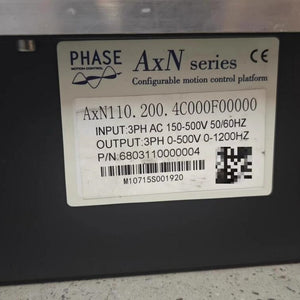 PHASE
MOTION CONTROL
AxN series
CE
Configurable motion control platform
AxN110.200.4C000F00000
INPUT:3PH AC 150-500V 50/60HZ
OUTPUT:3PH 0-500V 0-1200HZ
P/N:6803110000004
M10715S001920